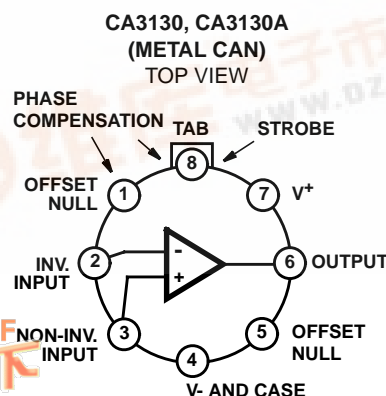 CA3130, CA3130A
(METAL CAN)
TOP VIEW
PHASE
COMPENSATION
TAB
STROBE
OFFSET
NULL
1
8
7
V+
INV.
INPUT
2
-
6
OUTPUT
+
NON-INV.
INPUT
3
5
OFFSET
NULL
4
V- AND CASE